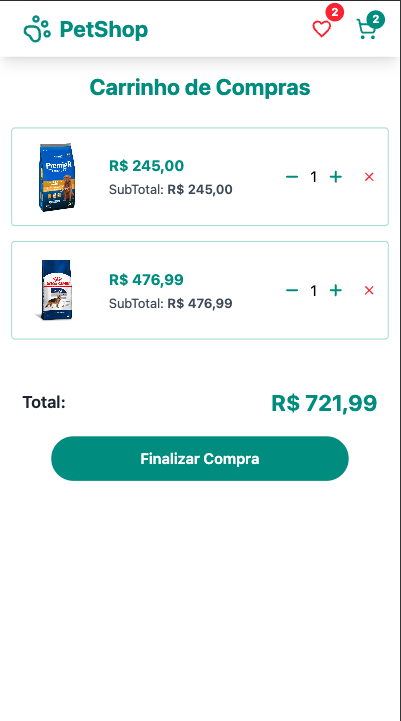 PetShop
2
2
Carrinho de Compras
PremieR
R$ 245,00
SubTotal: R$ 245,00
1
ROYAL CANIN
R$ 476,99
SubTotal: R$ 476,99
1
Total:
R$ 721,99
Finalizar Compra